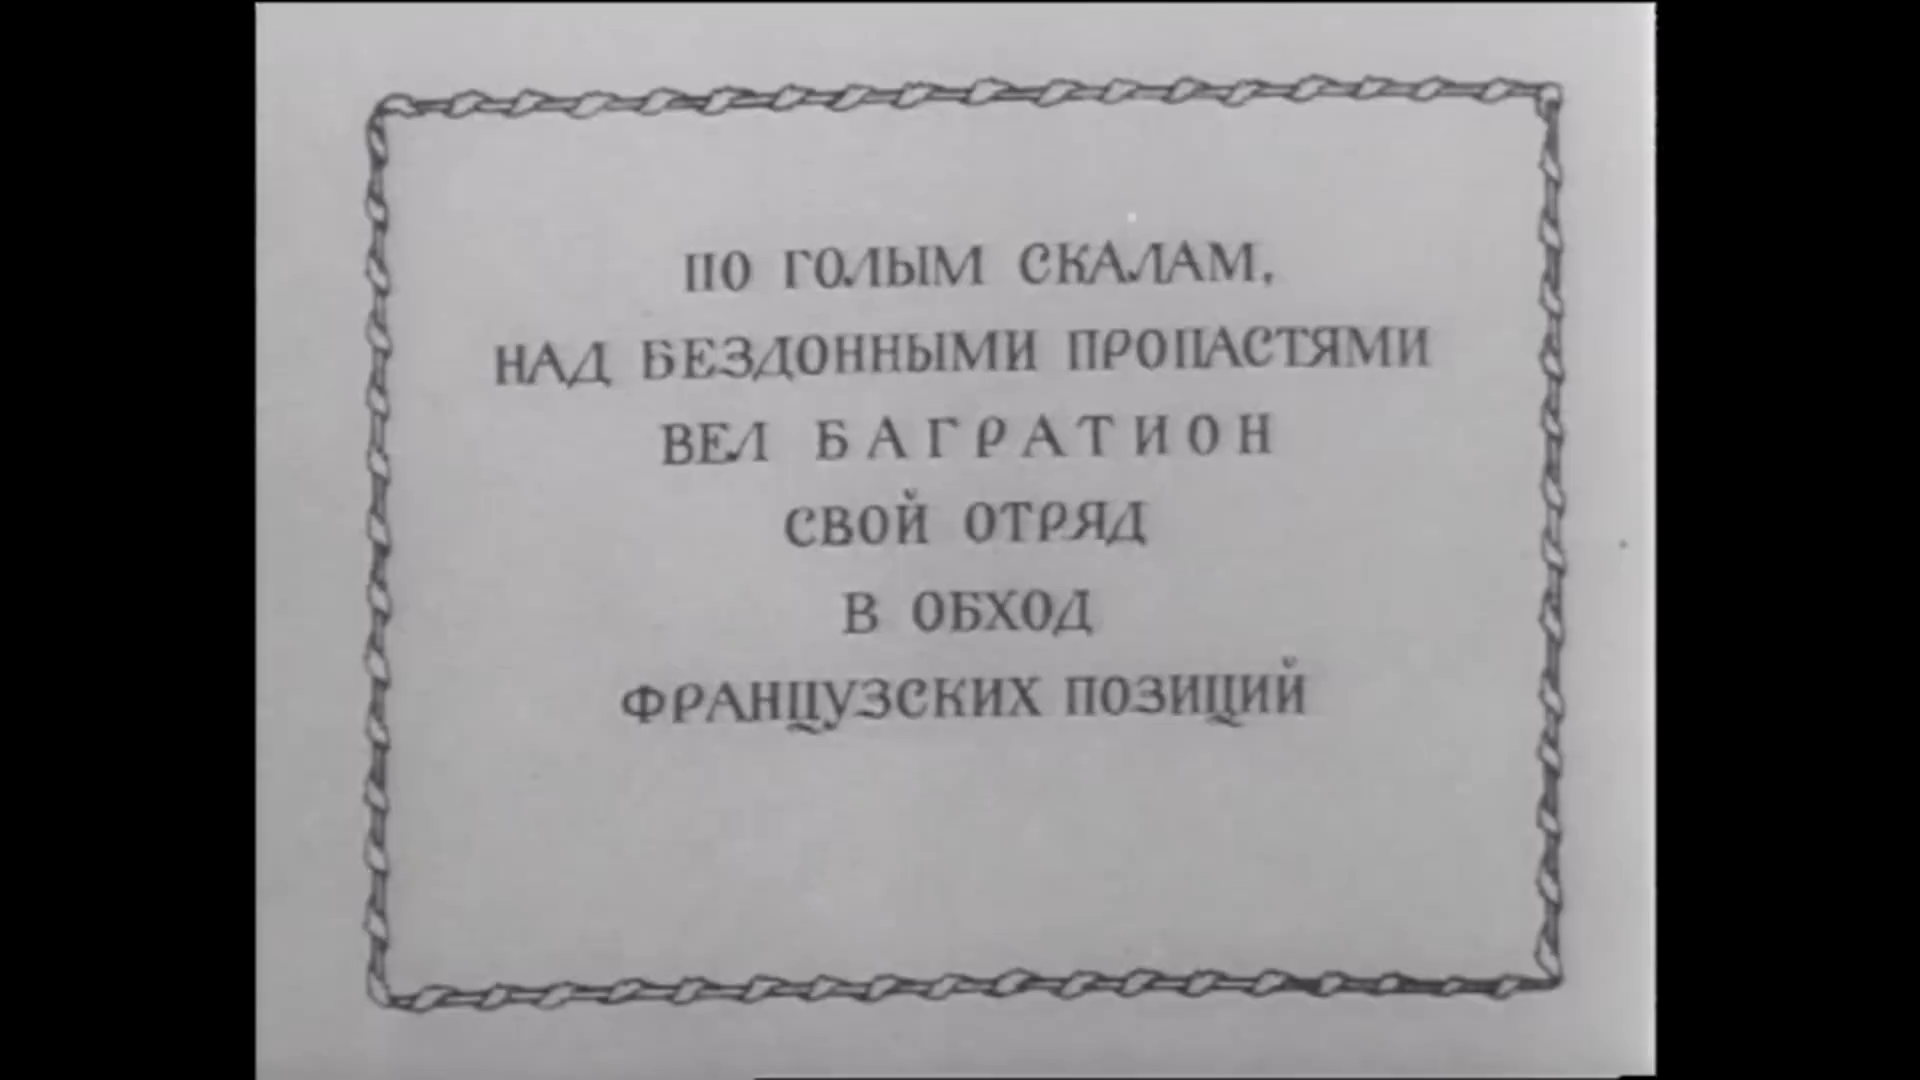 ПО ГОЛЫМ СКАЛАМ,
НАД БЕЗДОННЫМИ ПРОПАСТЯМИ
ВЕЛ БАГРАТИОН
СВОЙ ОТРЯД
В ОБХОД
ФРАНЦУЗСКИХ ПОЗИЦИЙ